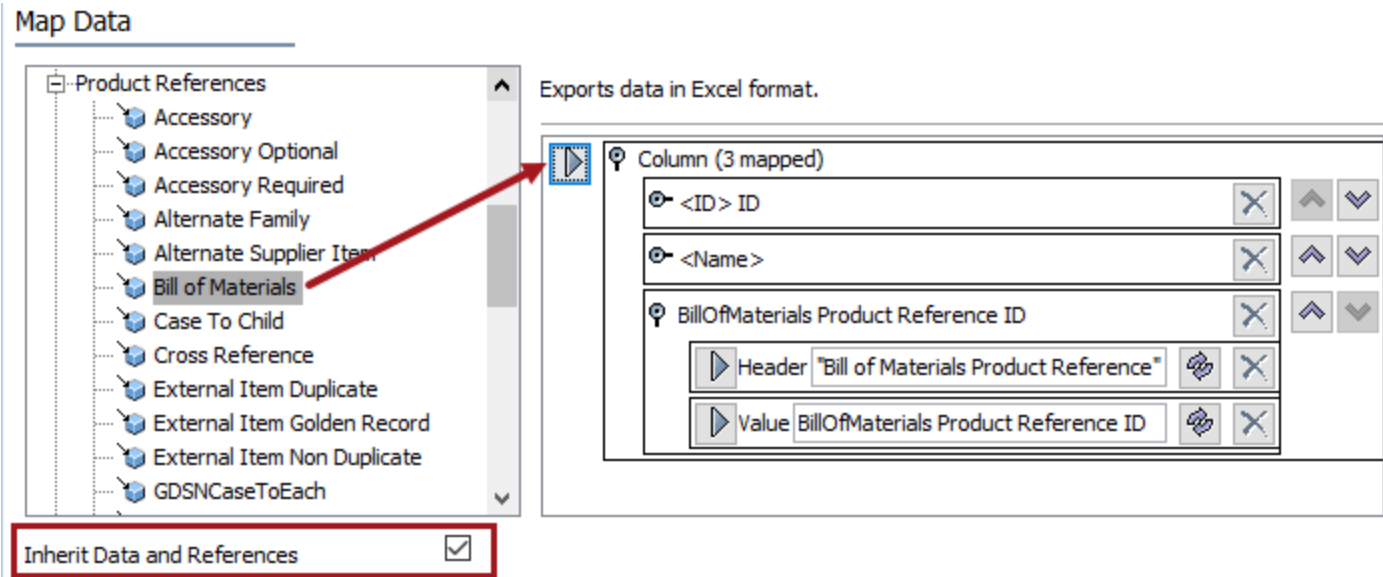 Map Data
Product References
Accessory
Accessory Optional
Accessory Required
Alternate Family
Alternate Supplier Item
Bill of Materials
Case To Child
Cross Reference
External Item Duplicate
External Item Golden Record
External Item Non Duplicate
GDSNCaseToEach
Inherit Data and References
Exports data in Excel format.
Column (3 mapped)
<ID> ID
<Name>
BillOfMaterials Product Reference ID
Header "Bill of Materials Product Reference"
Value BillOfMaterials Product Reference ID